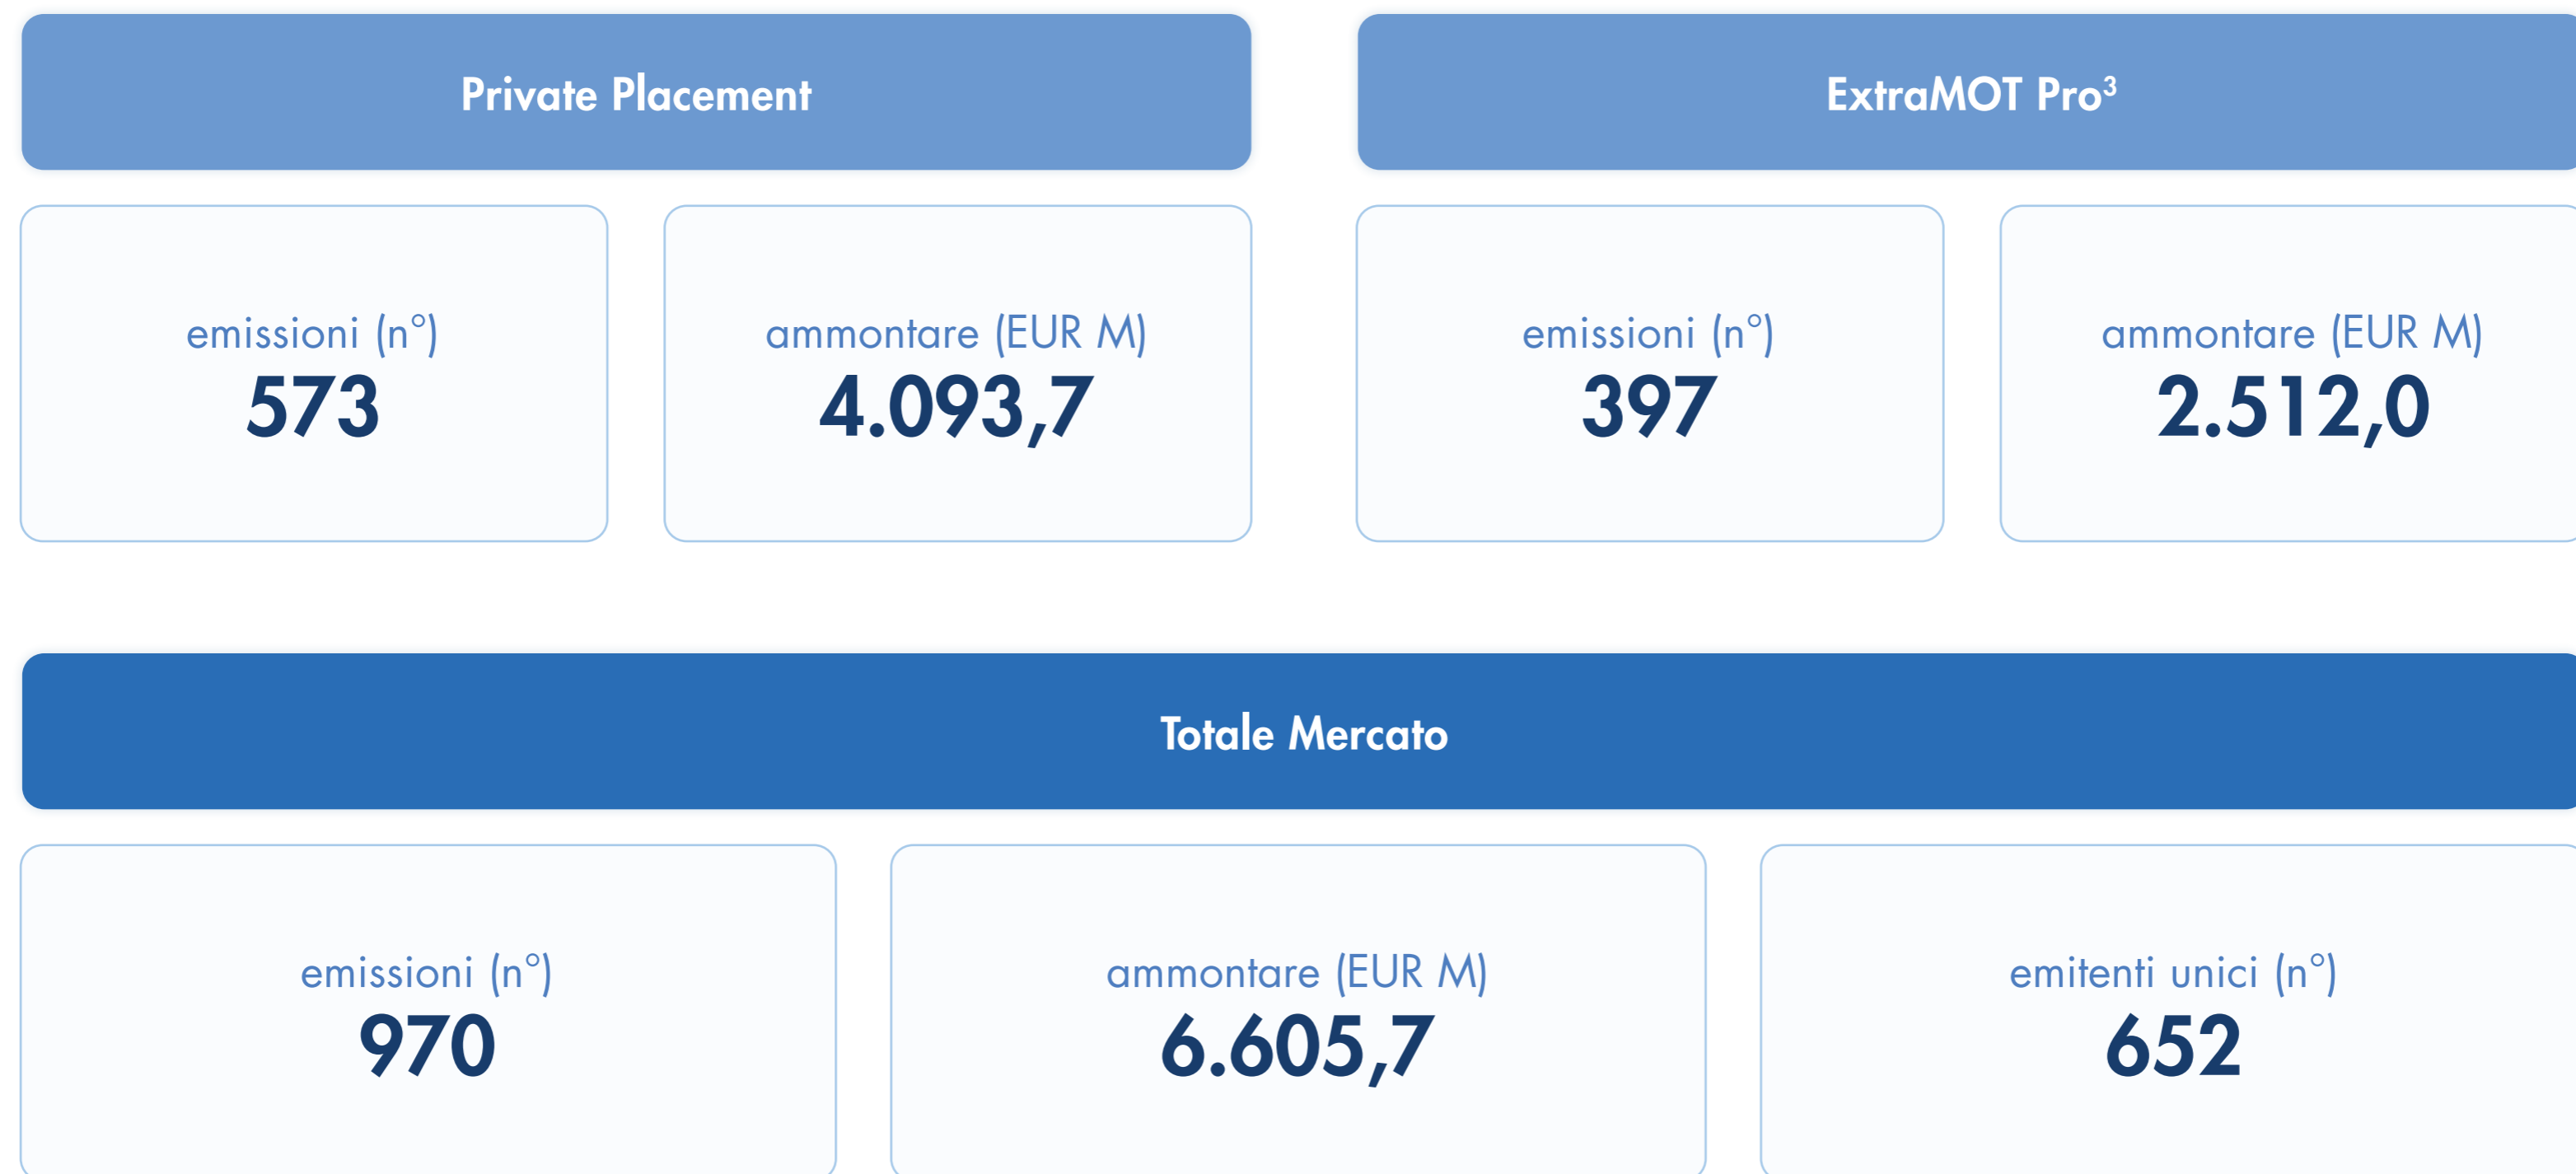 Private Placement
ExtraMOT Pro³
emissioni (n°)
573
ammontare (EUR M)
4.093,7
emissioni (n°)
397
ammontare (EUR M)
2.512,0
Totale Mercato
emissioni (n°)
970
ammontare (EUR M)
6.605,7
emitenti unici (n°)
652